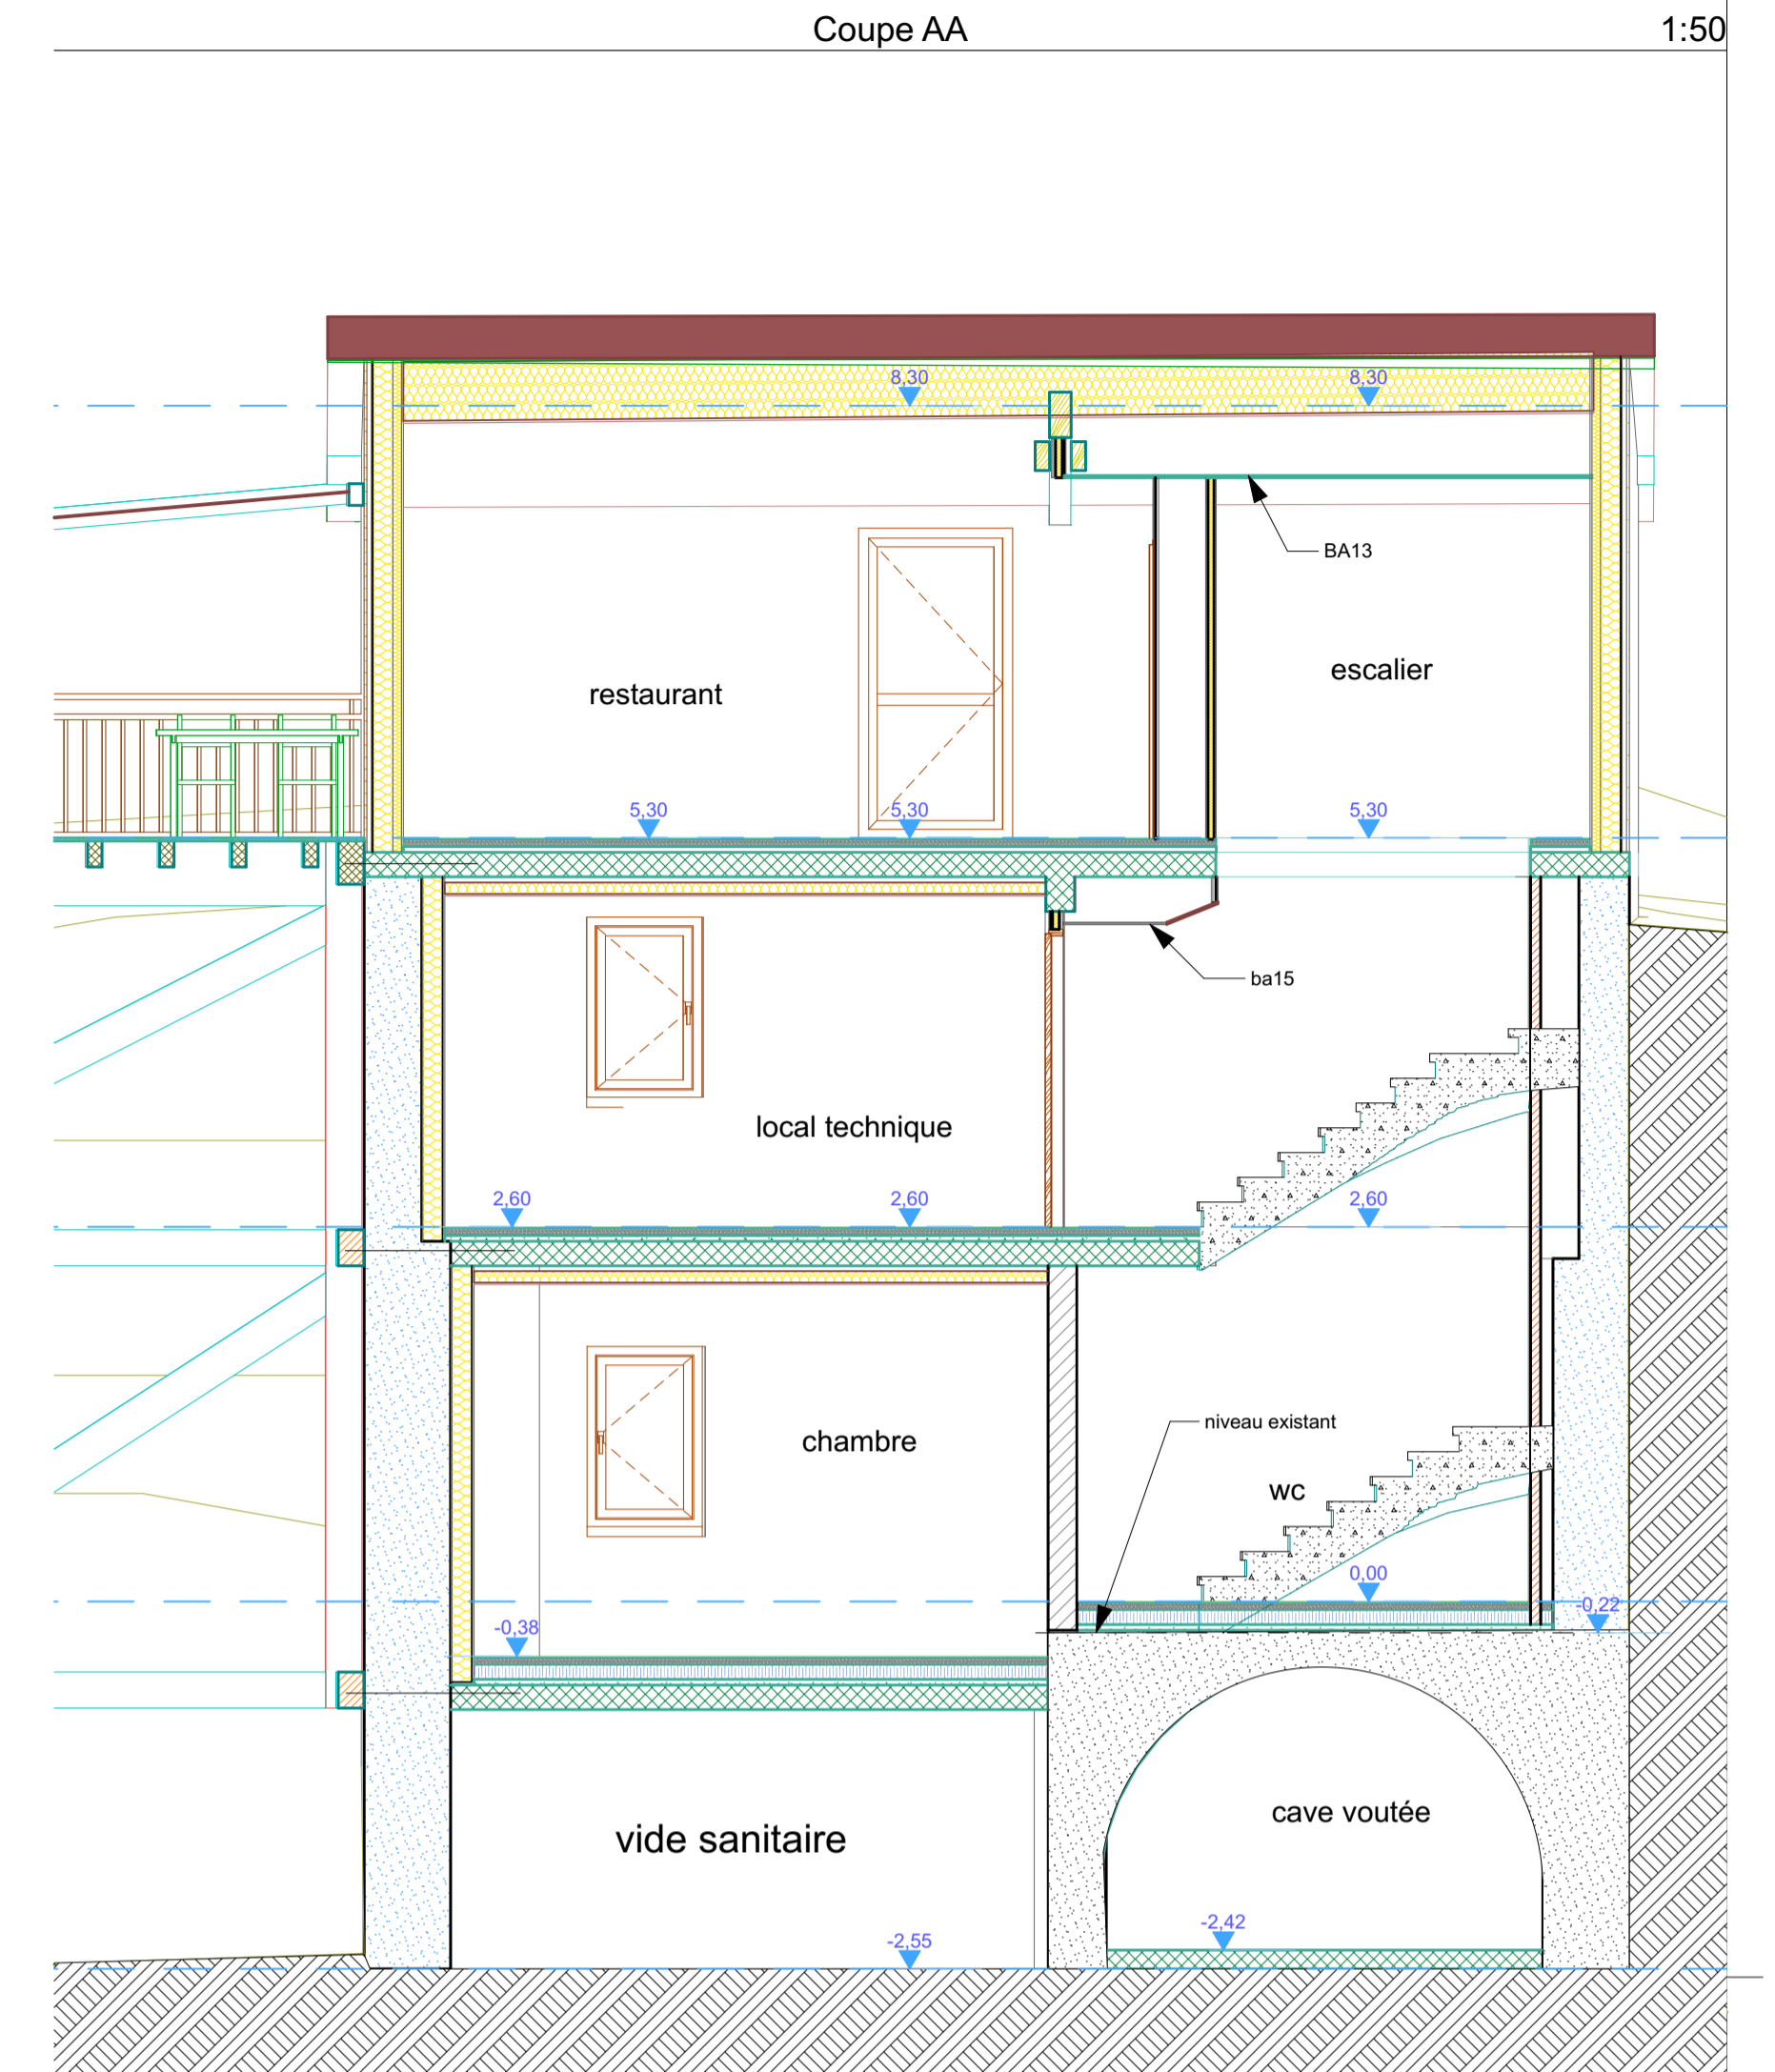 Coupe AA 1:50
8,30 8,30
BA13
escalier
restaurant
5,30 5,30 5,30
ba15
local technique
2,60 2,60 2,60
niveau existant
chambre
wc
0,00
-0,22
-0,38
cave voutée
vide sanitaire
-2,42
-2,55